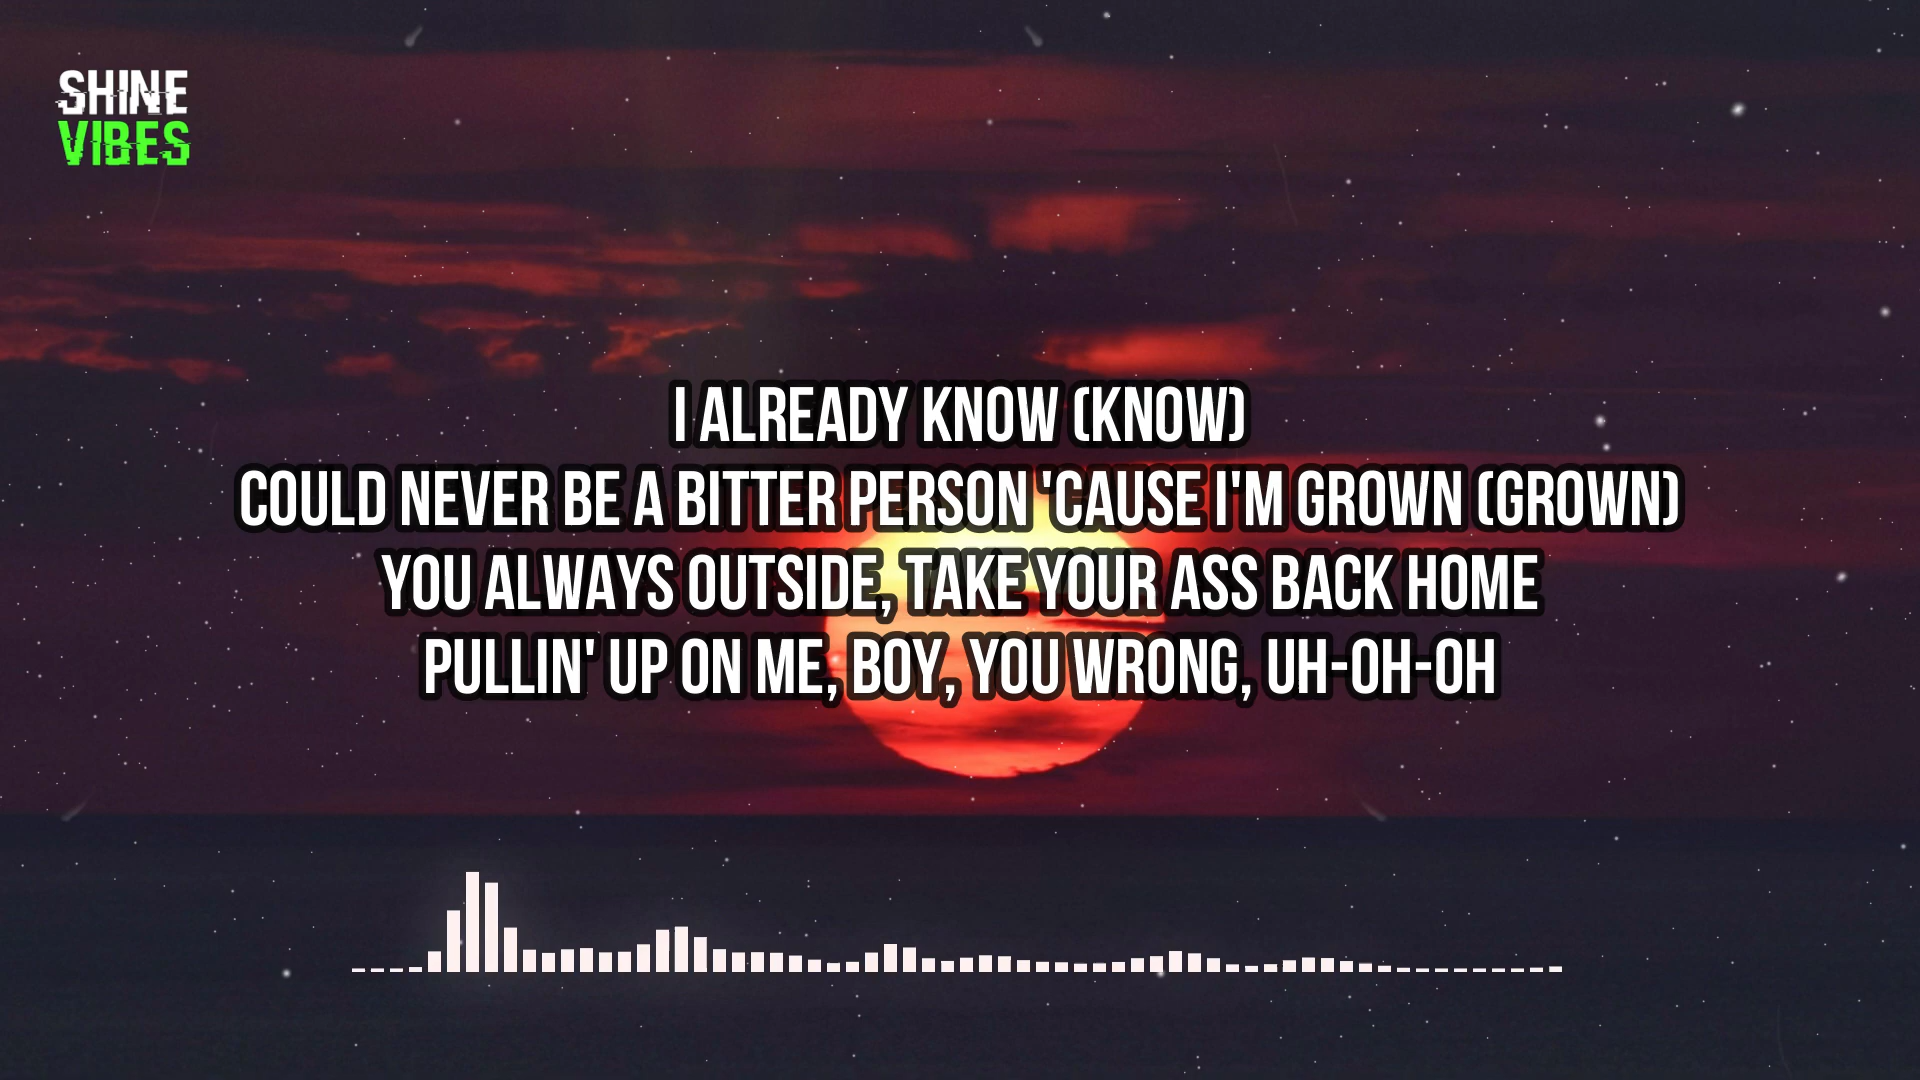 SHINE
VIBES
I ALREADY KNOW (KNOW)
COULD NEVER BE A BITTER PERSON 'CAUSE I'M GROWN (GROWN)
YOU ALWAYS OUTSIDE, TAKE YOUR ASS BACK HOME
PULLIN' UP ON ME, BOY, YOU WRONG, UH-OH-OH